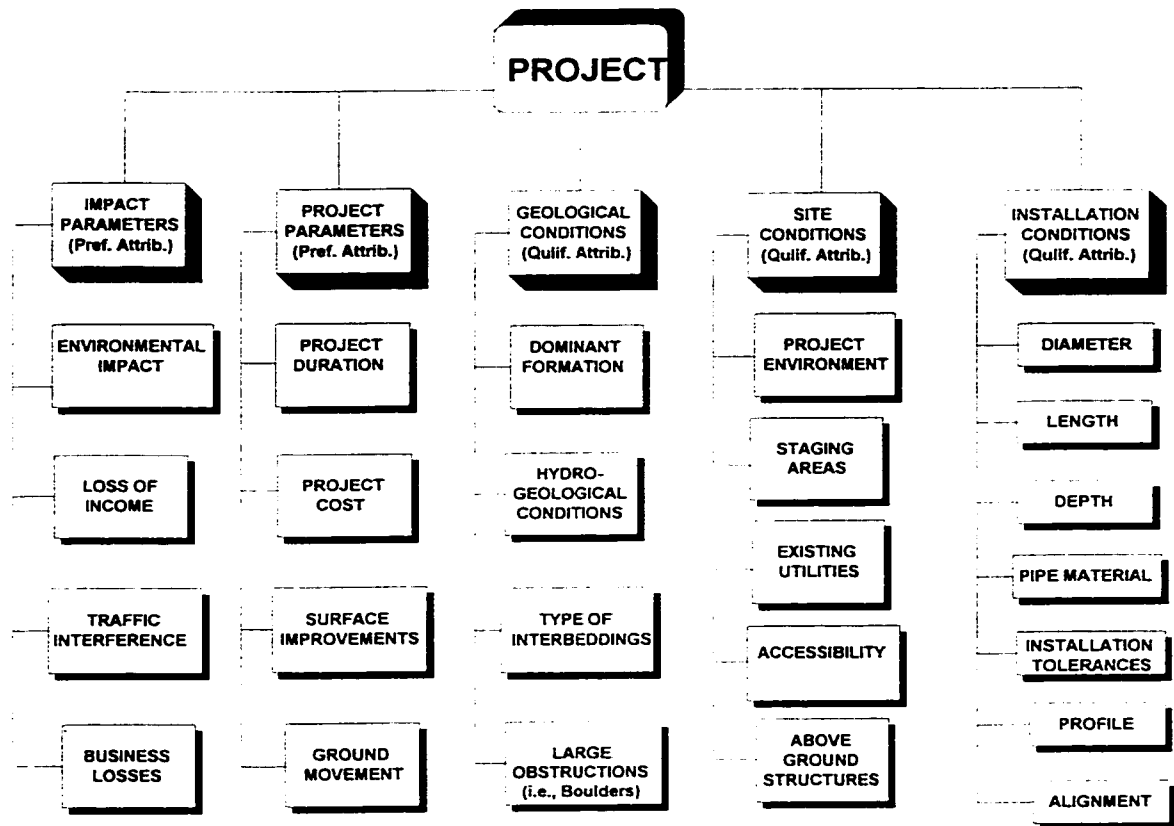 PROJECT
IMPACT
PARAMETERS
(Pref. Attrib.)
ENVIRONMENTAL
IMPACT
LOSS OF
INCOME
TRAFFIC
INTERFERENCE
BUSINESS
LOSSES
PROJECT
PARAMETERS
(Pref. Attrib.)
PROJECT
DURATION
PROJECT
COST
SURFACE
IMPROVEMENTS
GROUND
MOVEMENT
GEOLOGICAL
CONDITIONS
(Qulif. Attrib.)
DOMINANT
FORMATION
HYDRO-
GEOLOGICAL
CONDITIONS
TYPE OF
INTERBEDDINGS
LARGE
OBSTRUCTIONS
(i.e., Boulders)
SITE
CONDITIONS
(Qulif. Attrib.)
PROJECT
ENVIRONMENT
STAGING
AREAS
EXISTING
UTILITIES
ACCESSIBILITY
ABOVE
GROUND
STRUCTURES
INSTALLATION
CONDITIONS
(Qulif. Attrib.)
DIAMETER
LENGTH
DEPTH
PIPE MATERIAL
INSTALLATION
TOLERANCES
PROFILE
ALIGNMENT